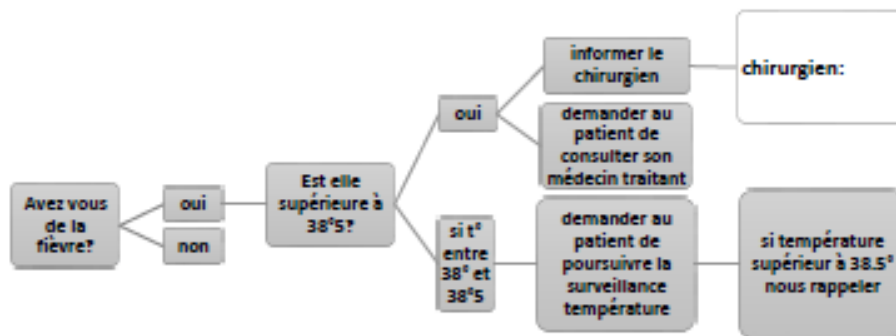 Avez vous
de la
fièvre?
oui
non
Est elle
supérieure à
38°5?
oui
informer le
chirurgien
chirurgien:
demander au
patient de
consulter son
médecin traitant
si t°
entre
38° et
38°5
demander au
patient de
poursuivre la
surveillance
température
si température
supérieur à 38.5°
nous rappeler